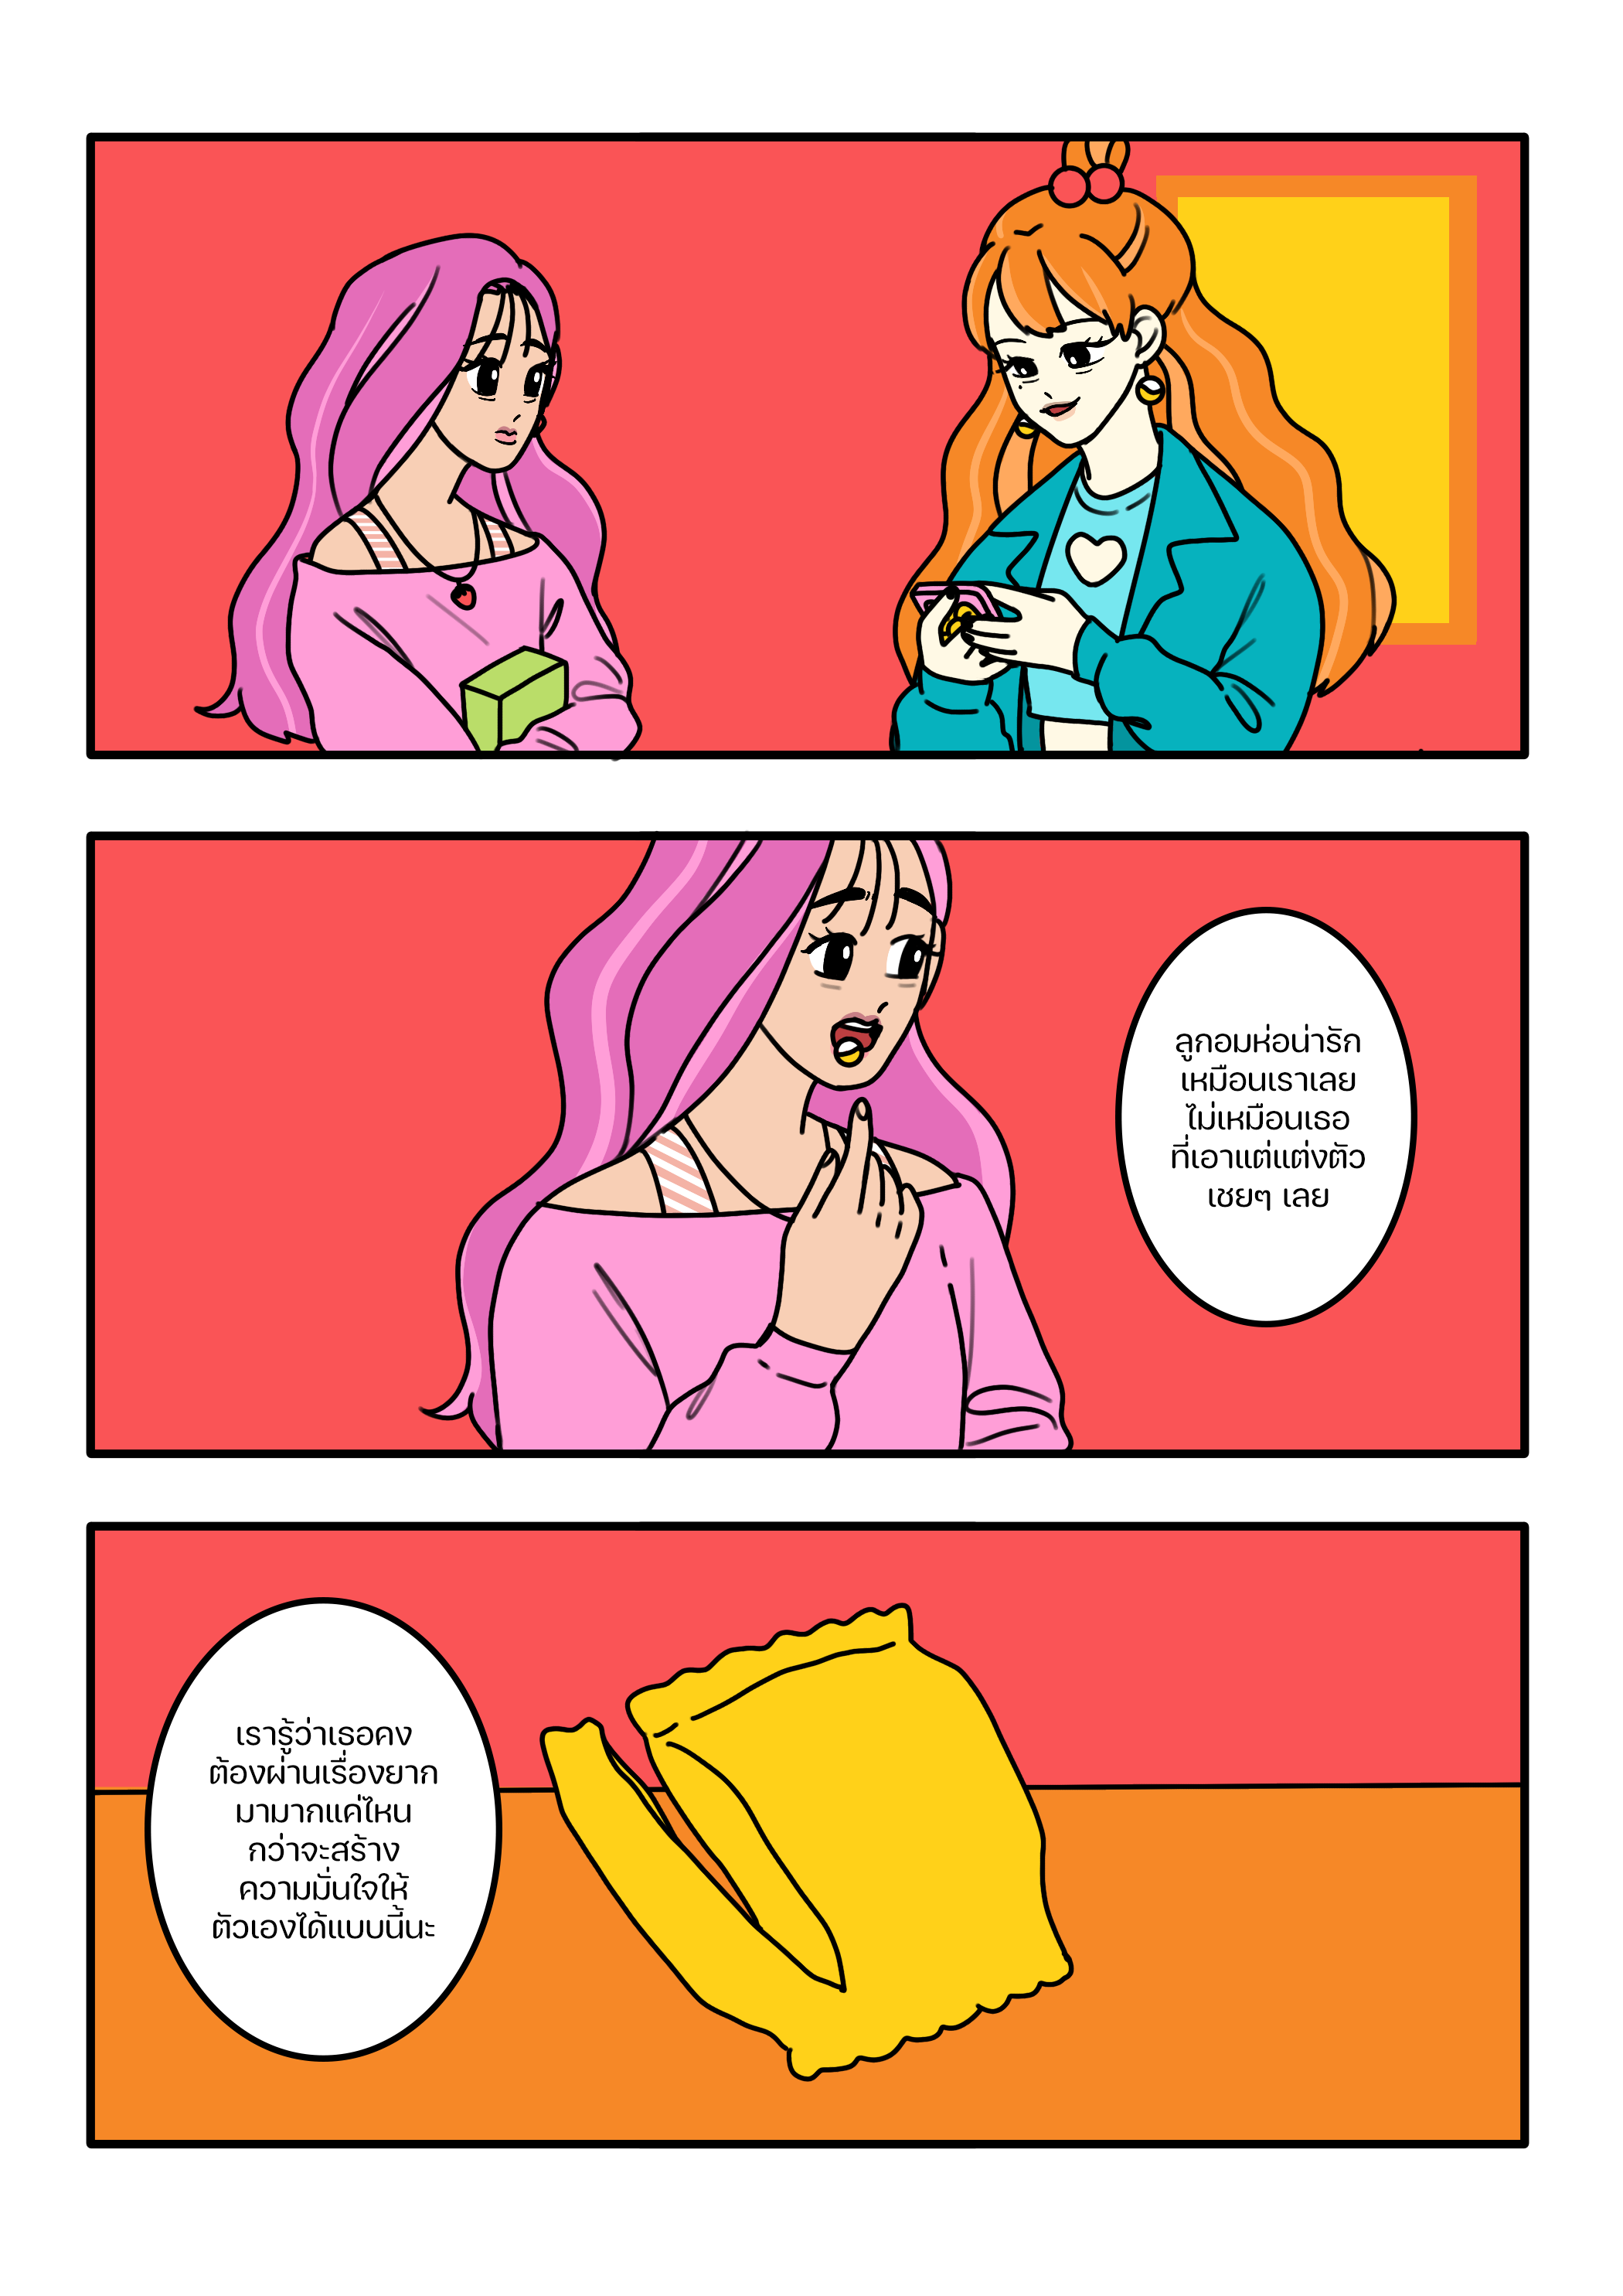 ลูกอมห่อน่ารัก
เหมือนเราเลย
ไม่เหมือนเธอ
ที่เอาแต่แต่งตัว
เชยๆ เลย
เรารู้ว่าเธอคง
ต้องผ่านเรื่องยาก
มามากแค่ไหน
กว่าจะสร้าง
ความมั่นใจให้
ตัวเองได้แบบนี้นะ